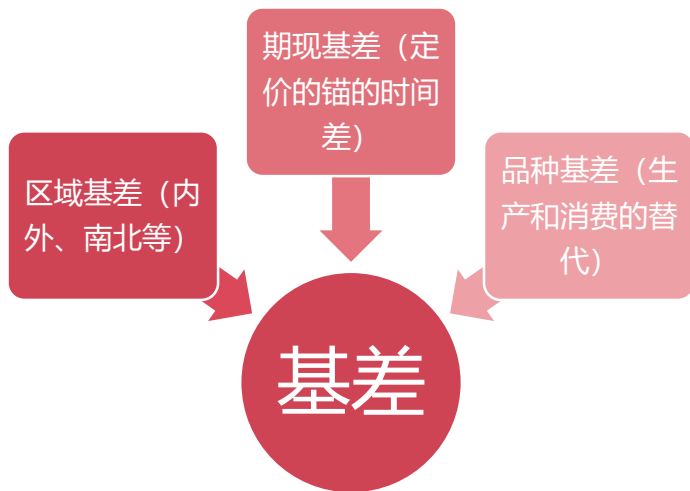 期现基差（定
价的锚的时间
差）
区域基差（内
外、南北等）
品种基差（生
产和消费的替
代）
基差